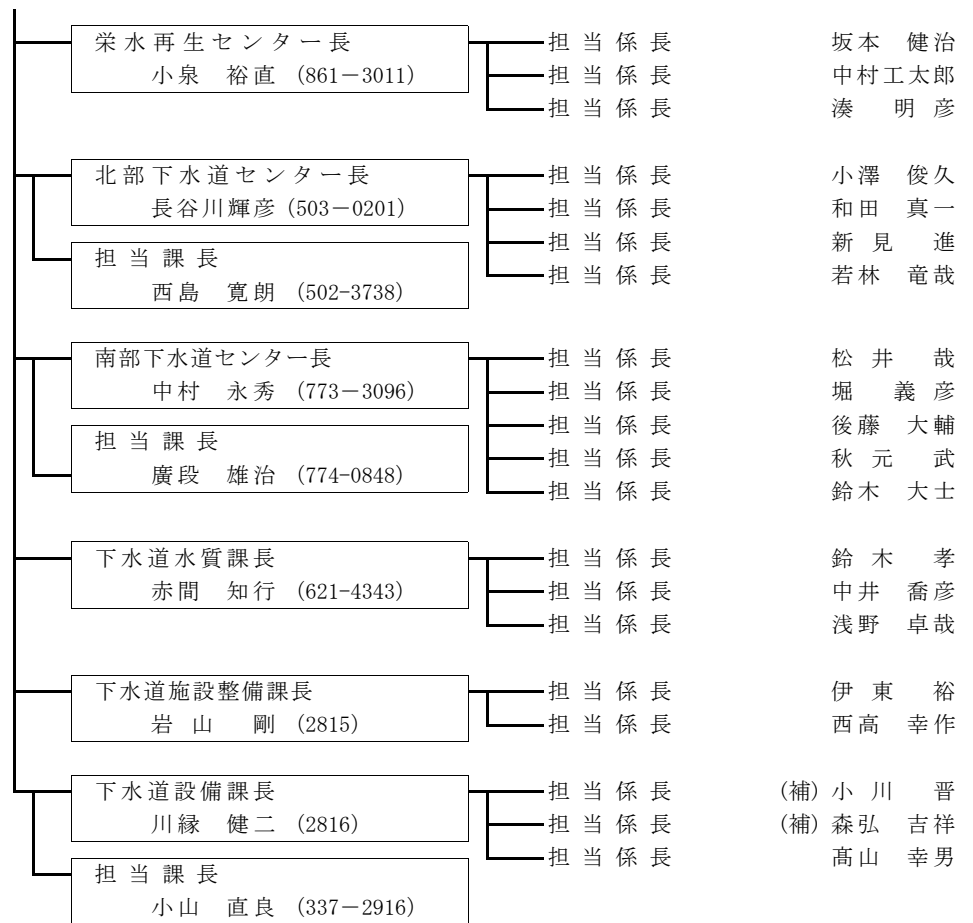 栄水再生センター長 担当係長 坂本 健治
小泉 裕直 (861－3011) 担当係長 中村工太郎
担当係長 湊 明彦
北部下水道センター長 担当係長 小澤 俊久
長谷川輝彦 (503－0201) 担当係長 和田 真一
担当係長 新見 進
担当課長 担当係長 若林 竜哉
西島 寛朗 (502-3738)
南部下水道センター長 担当係長 松井 哉
中村 永秀 (773－3096) 担当係長 堀 義彦
担当係長 後藤 大輔
担当課長 担当係長 秋元 武
廣段 雄治 (774-0848) 担当係長 鈴木 大士
下水道水質課長 担当係長 鈴木 孝
赤間 知行 (621-4343) 担当係長 中井 喬彦
担当係長 浅野 卓哉
下水道施設整備課長 担当係長 伊東 裕
岩山 剛 (2815) 担当係長 西高 幸作
下水道設備課長 担当係長 (補) 小川 晋
川縁 健二 (2816) 担当係長 (補) 森弘 吉祥
担当係長 髙山 幸男
担当課長
小山 直良 (337－2916)